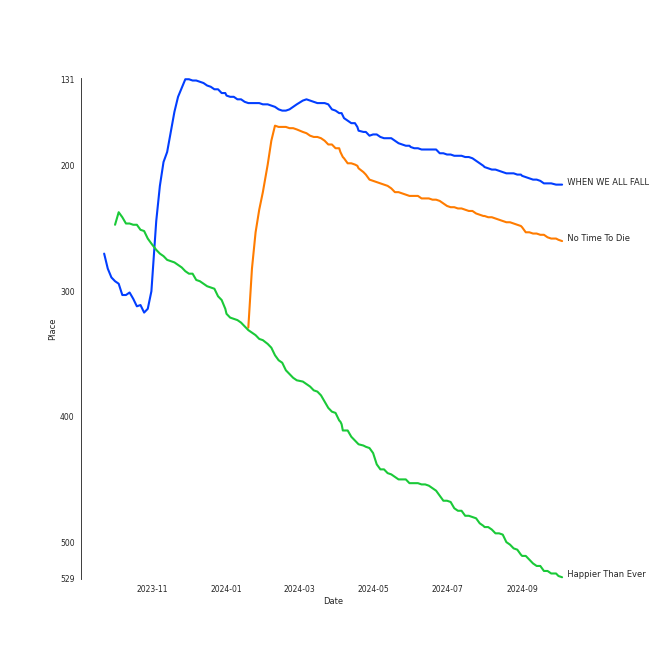 131
200
300
400
500
529
Place
2023-11
2024-01
2024-03
2024-05
2024-07
2024-09
Date
WHEN WE ALL FALL
No Time To Die
Happier Than Ever